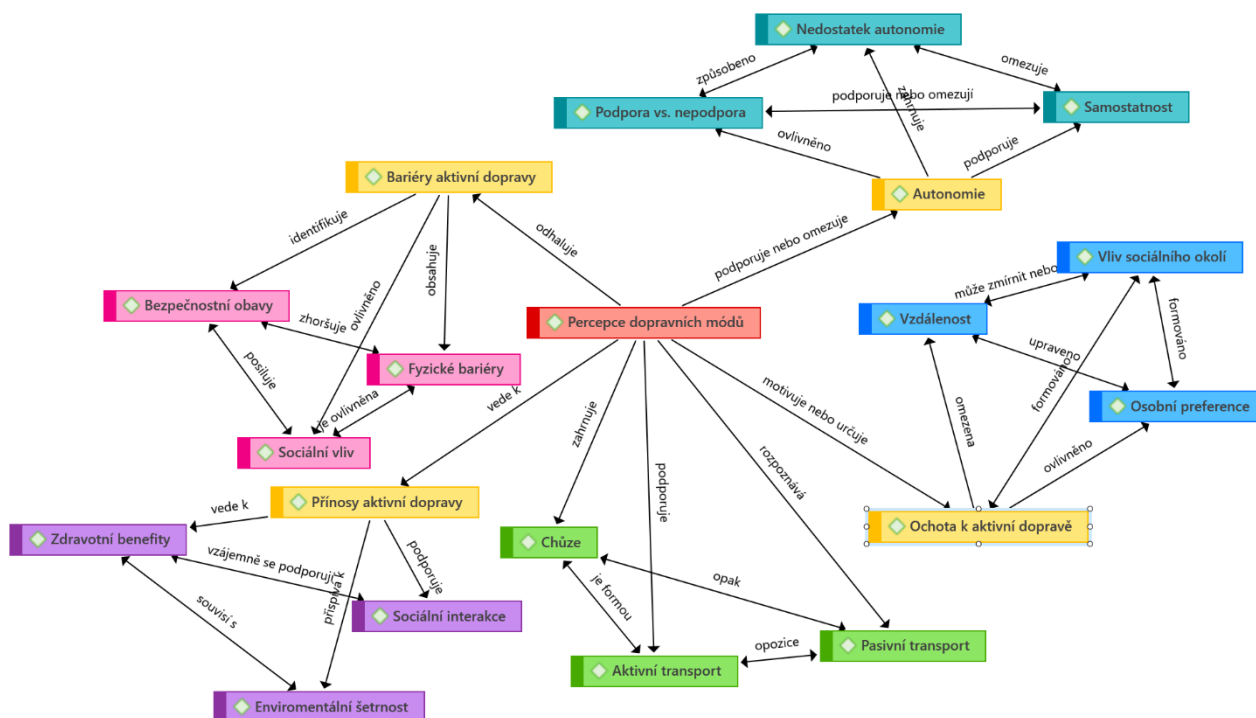 Nedostatek autonomie
způsobeno
omezuje
Podpora vs. nepodpora
podporuje nebo omezují
Samostatnost
zahrnuje
ovlivněno
podporuje
Bariéry aktivní dopravy
Autonomie
identifikuje
odhaluje
podporuje nebo omezuje
obsahuje
ovlivněno
Vliv sociálního okolí
může zmírnit nebo
Bezpečnostní obavy
zhoršuje
Percepce dopravních módů
Vzdálenost
formováno
upraveno
Fyzické bariéry
posiluje
je ovlivněna
vede k
zahrnuje
motivuje nebo určuje
formováno
Osobní preference
omezena
ovlivněno
Sociální vliv
podporuje
rozpoznává
Přínosy aktivní dopravy
vede k
Zdravotní benefity
Chůze
Ochota k aktivní dopravě
vzájemně se podporují
podporuje
přispívá k
souvisí s
je formou
opak
Sociální interakce
opozice
Pasivní transport
Aktivní transport
Enviromentální šetrnost